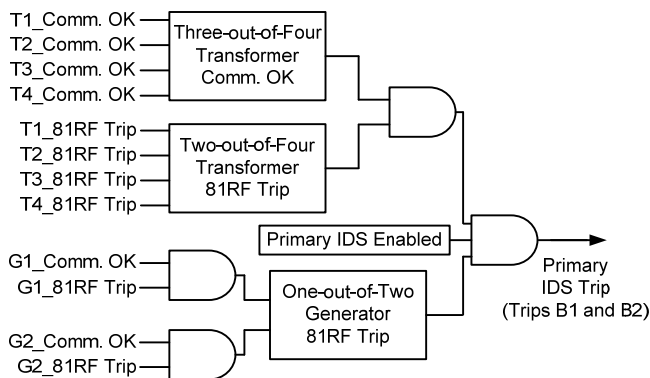 T1_Comm. OK
T2_Comm. OK
T3_Comm. OK
T4_Comm. OK
Three-out-of-Four
Transformer
Comm. OK
T1_81RF Trip
T2_81RF Trip
T3_81RF Trip
T4_81RF Trip
Two-out-of-Four
Transformer
81RF Trip
Primary IDS Enabled
G1_Comm. OK
G1_81RF Trip
G2_Comm. OK
G2_81RF Trip
One-out-of-Two
Generator
81RF Trip
Primary
IDS Trip
(Trips B1 and B2)